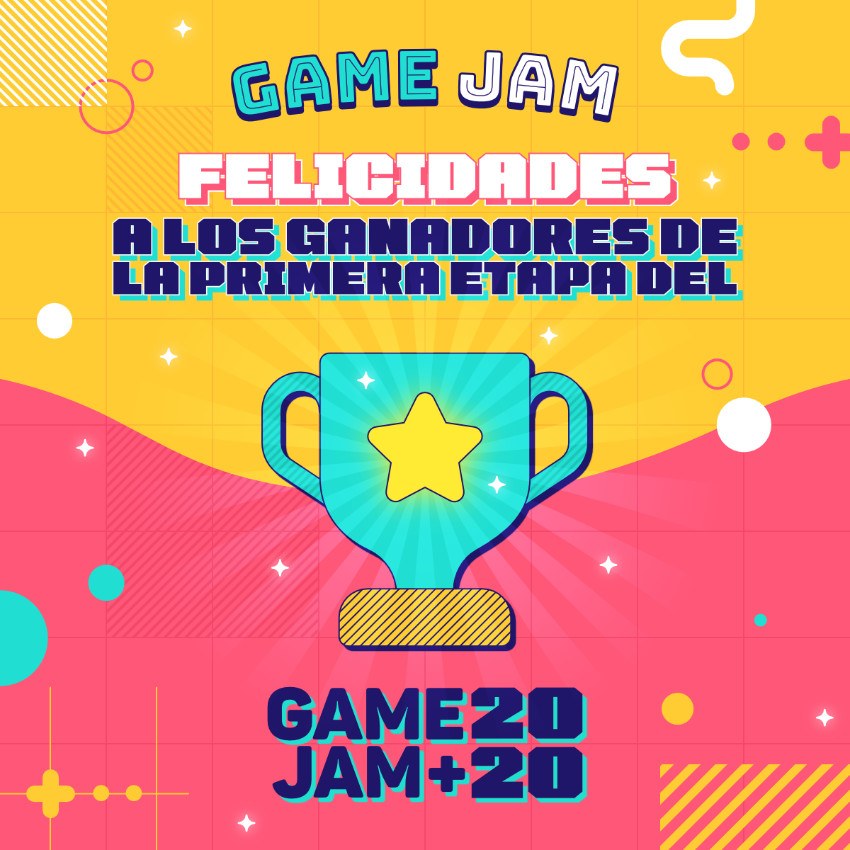 GAME JAM
FELICIDADES
A LOS GANADORES DE
LA PRIMERA ETAPA DEL
GAME20
JAM+20